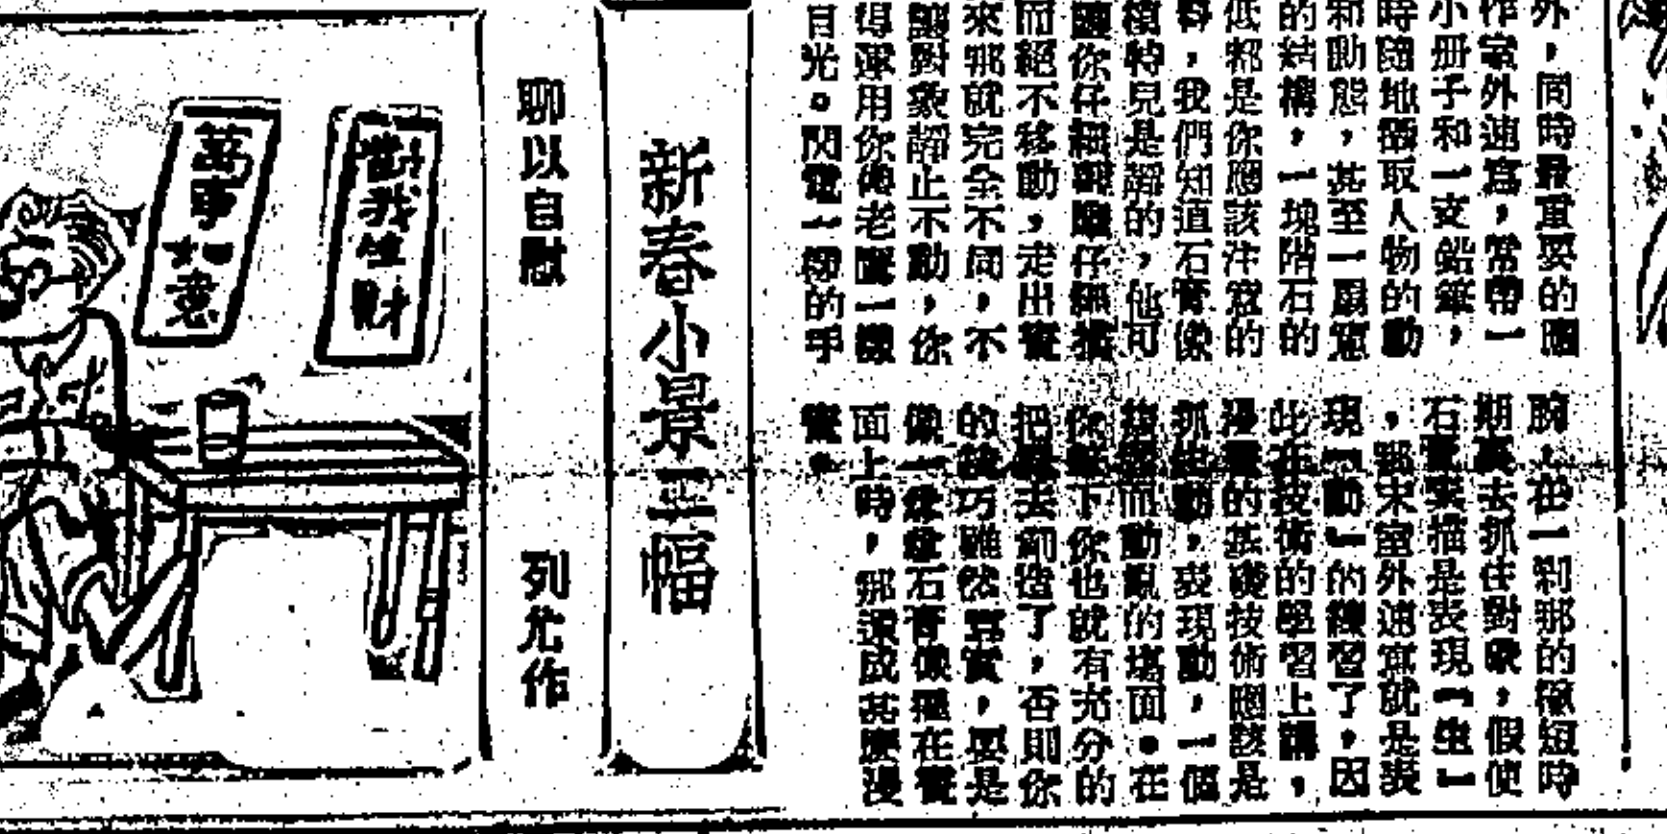 外,同時最重要的
作室外速寫,常帶一
小册子和一支鉛筆,
時隨地攝取人物的動
和動態,甚至一扇窗
的結構,一塊階石的
低都是你應該注意的
料,我們知道石膏像
模特兒是靜的,他可
讓你仔細仔細描
而絕不移動,走出畫
來那就完全不同,不
讓對象靜止不動,你
得運用你像老鷹一樣
目光。閃電一般的手
腕,在一剎那的極短時
期裏去抓住對象,假使
石膏素描是表現『生』
,那末室外速寫就是表
現『動』的練習了,因
此在技術的學習上講,
漫畫的基礎技術應該是
抓住動,表現動,一個
複雜而動亂的場面。在
你筆下你也就有充分的
把握去創造了,否則你
的技巧雖然寫實,要是
像一堆石膏像在畫
面上時,那還成甚麼漫
畫。
新春小景三幅
聊以自慰 列允作
對我生財
萬事如意